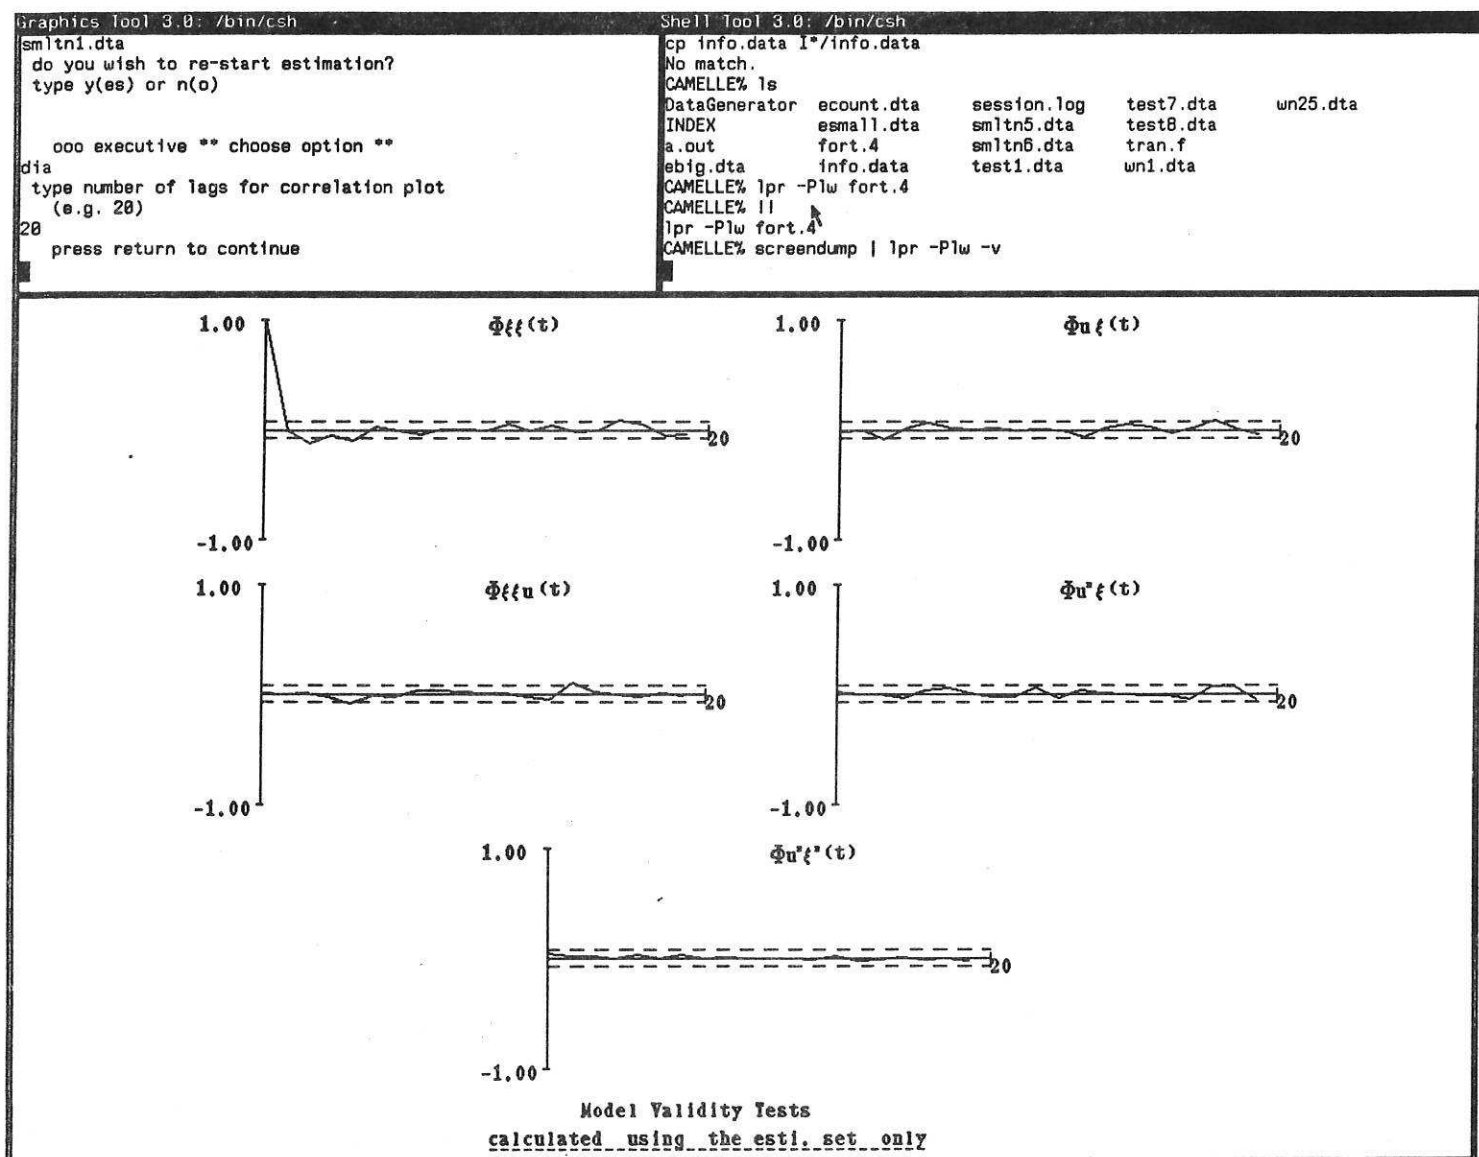 Graphics Tool 3.0: /bin/csh
smltn1.dta
do you wish to re-start estimation?
type y(es) or n(o)
ooo executive ** choose option **
dia
type number of lags for correlation plot
(e.g. 20)
20
press return to continue
Shell Tool 3.0: /bin/csh
cp info.data I*/info.data
No match.
CAMELLE% ls
DataGenerator ecount.dta session.log test7.dta wn25.dta
INDEX esmall.dta smltn5.dta test8.dta
a.out fort.4 smltn6.dta tran.f
ebig.dta info.data test1.dta wn1.dta
CAMELLE% lpr -Plw fort.4
CAMELLE% !l
lpr -Plw fort.4
CAMELLE% screendump | lpr -Plw -v
1.00 Φξξ(t)
20
-1.00
1.00 Φuξ(t)
20
-1.00
1.00 Φξξu(t)
20
-1.00
1.00 Φu²ξ(t)
20
-1.00
1.00 Φu²ξ²(t)
20
-1.00
Model Validity Tests
calculated using the esti. set only